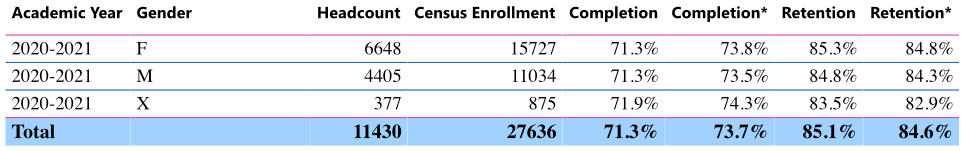 Academic Year Gender Headcount Census Enrollment Completion Completion* Retention Retention*
2020-2021 F 6648 15727 71.3% 73.8% 85.3% 84.8%
2020-2021 M 4405 11034 71.3% 73.5% 84.8% 84.3%
2020-2021 X 377 875 71.9% 74.3% 83.5% 82.9%
Total 11430 27636 71.3% 73.7% 85.1% 84.6%